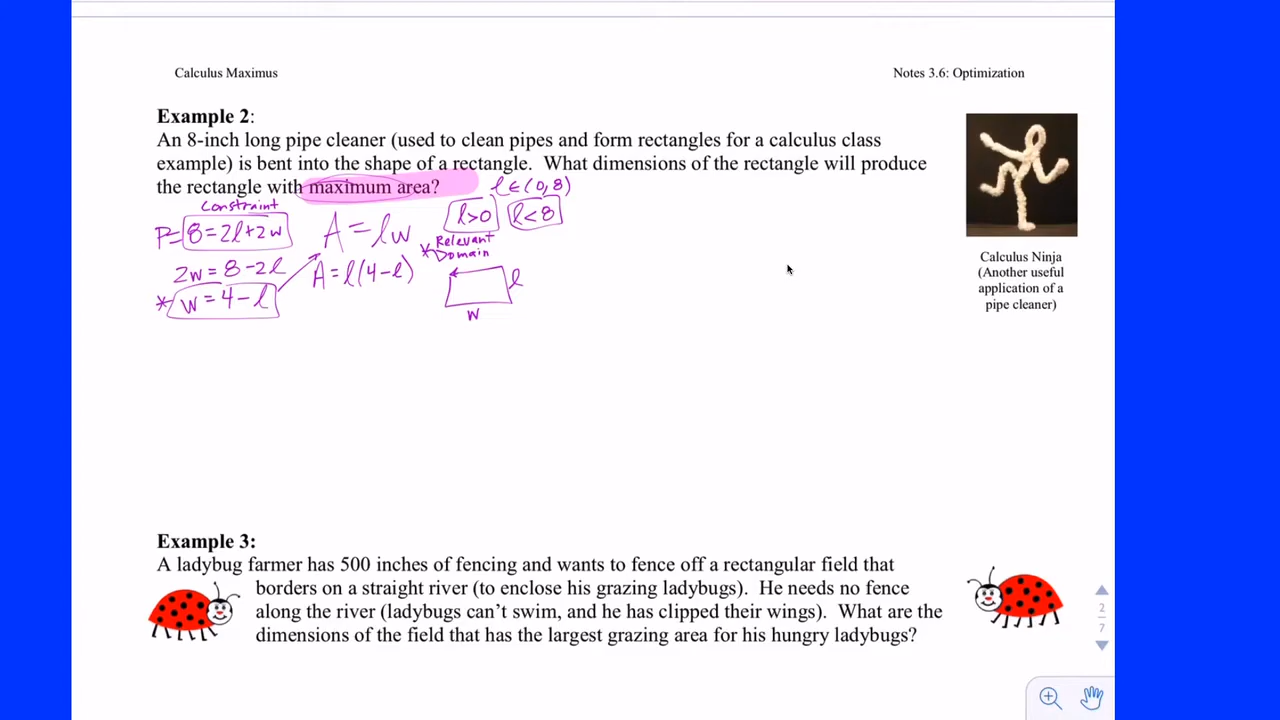 Calculus Maximus
Notes 3.6: Optimization
Example 2:
An 8-inch long pipe cleaner (used to clean pipes and form rectangles for a calculus class
example) is bent into the shape of a rectangle.  What dimensions of the rectangle will produce
the rectangle with maximum area?
l ∈ (0, 8)
Constraint
P = 8 = 2l + 2w
A = lw
l > 0
l < 8
* Relevant
Domain
2w = 8 - 2l
A = l(4 - l)
* w = 4 - l
l
w
Calculus Ninja
(Another useful
application of a
pipe cleaner)
Example 3:
A ladybug farmer has 500 inches of fencing and wants to fence off a rectangular field that
borders on a straight river (to enclose his grazing ladybugs).  He needs no fence
along the river (ladybugs can’t swim, and he has clipped their wings).  What are the
dimensions of the field that has the largest grazing area for his hungry ladybugs?
2
7